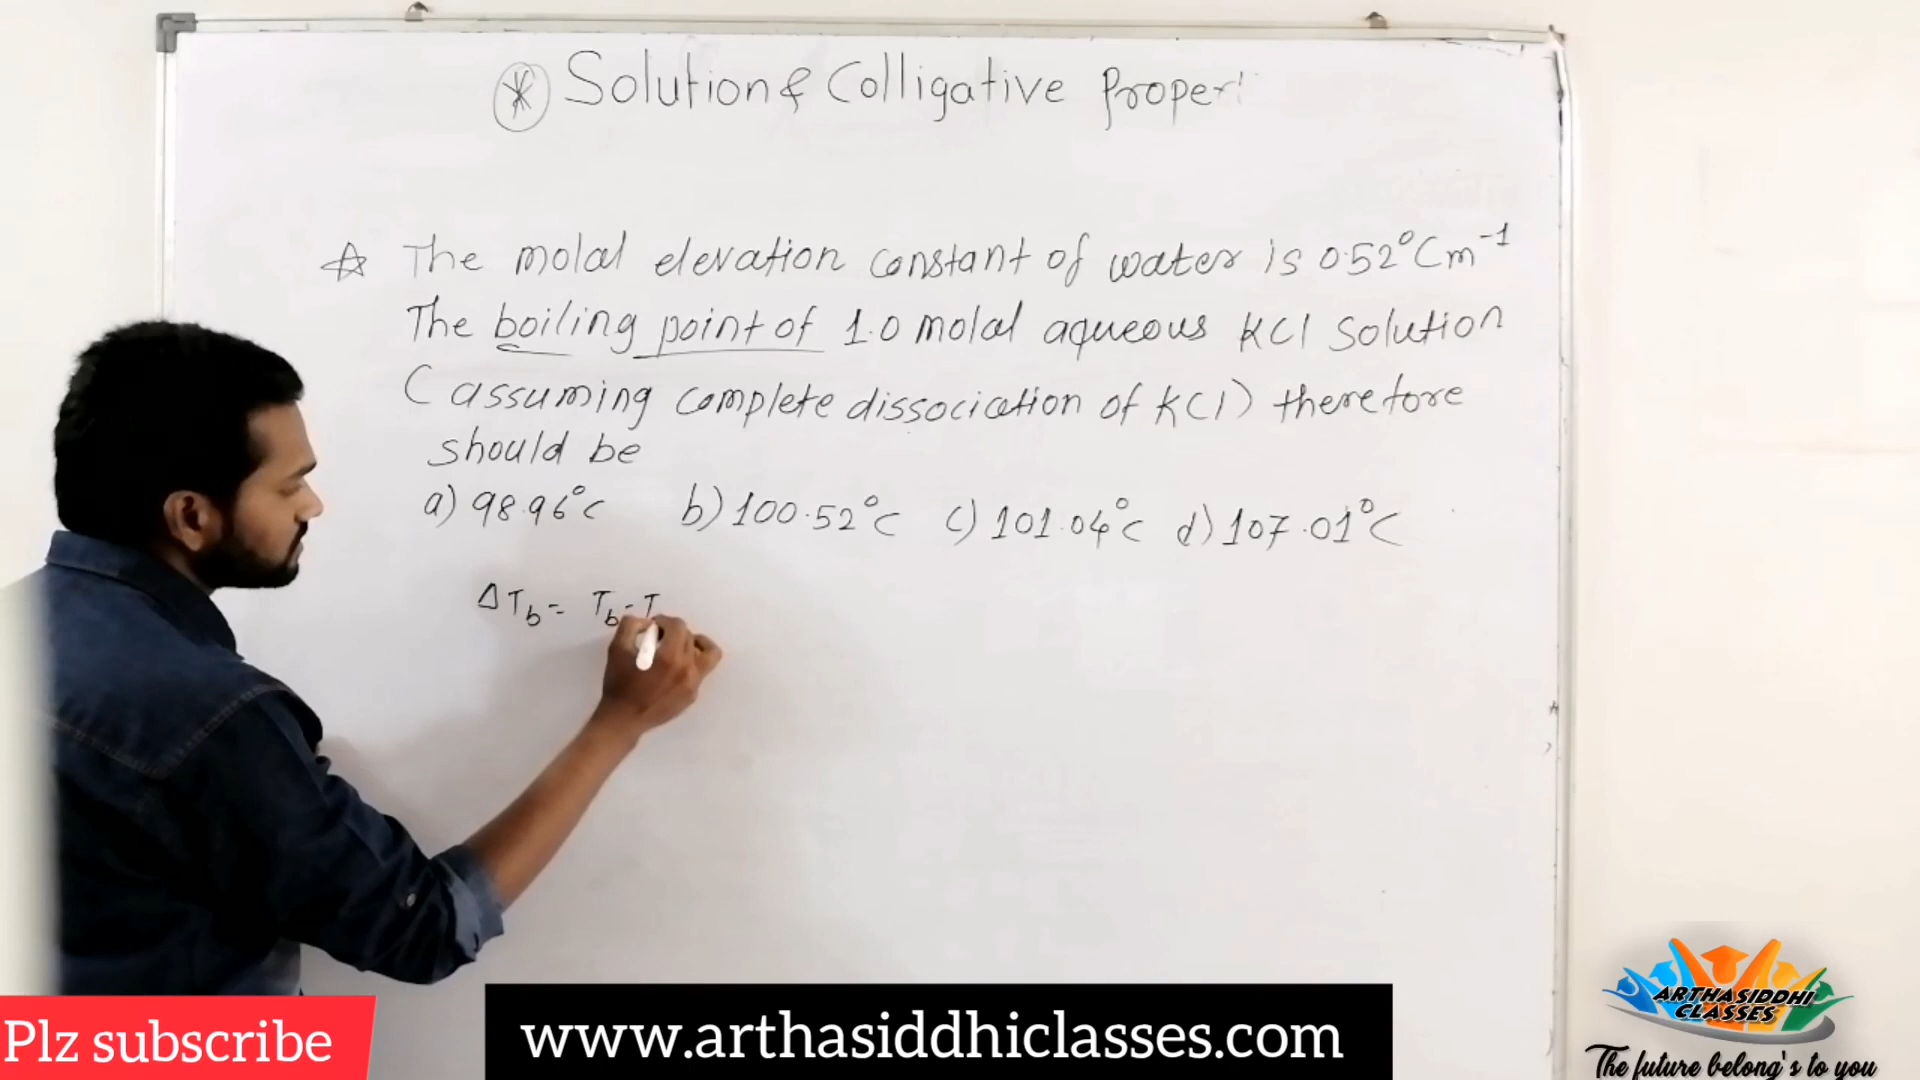 * Solution & Colligative Proper
☆ The molal elevation constant of water is 0.52°C m⁻¹
The boiling point of 1.0 molal aqueous KCl Solution
(assuming complete dissociation of KCl) therefore
should be
a) 98.96°C b) 100.52°C c) 101.04°C d) 107.01°C
ΔTb = Tb - T
Plz subscribe
www.arthasiddhiclasses.com
ARTHASIDDHI
CLASSES
The future belong's to you